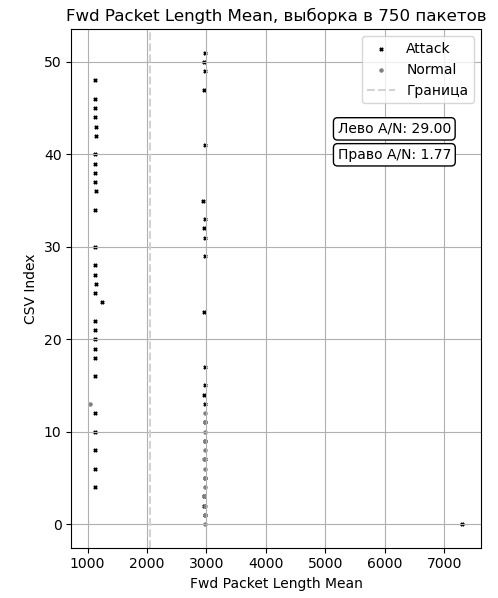 Fwd Packet Length Mean, выборка в 750 пакетов
Attack
Normal
Граница
Лево A/N: 29.00
Право A/N: 1.77
CSV Index
50
40
30
20
10
0
1000 2000 3000 4000 5000 6000 7000
Fwd Packet Length Mean